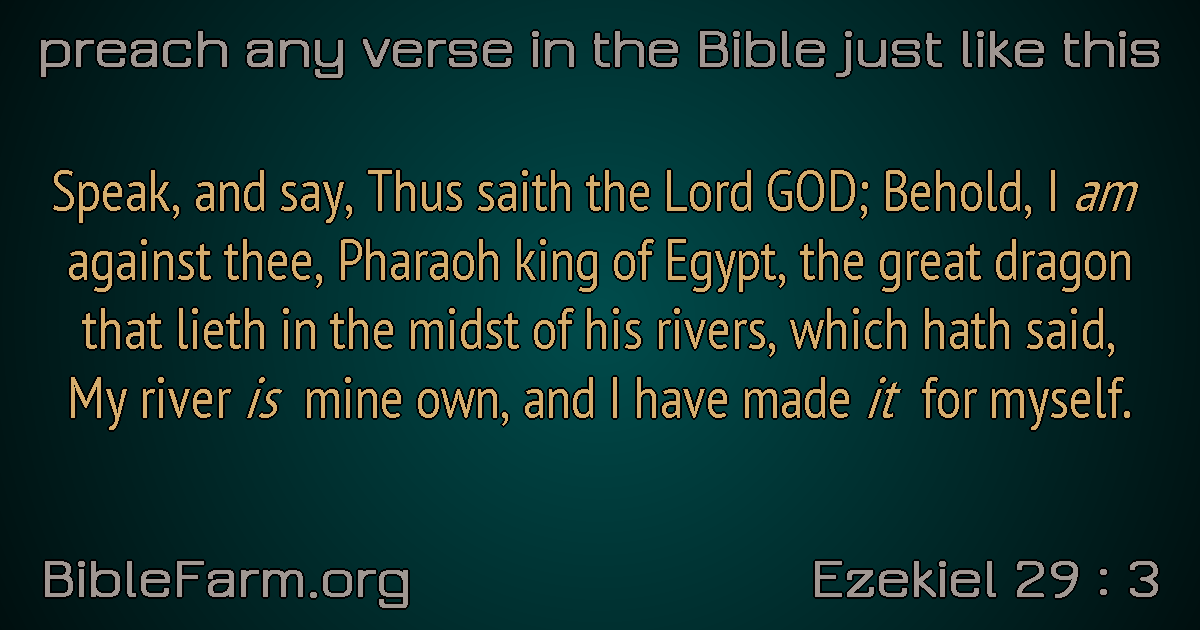 preach any verse in the Bible just like this
Speak, and say, Thus saith the Lord GOD; Behold, I am
against thee, Pharaoh king of Egypt, the great dragon
that lieth in the midst of his rivers, which hath said,
My river is mine own, and I have made it for myself.
BibleFarm.org
Ezekiel 29 : 3